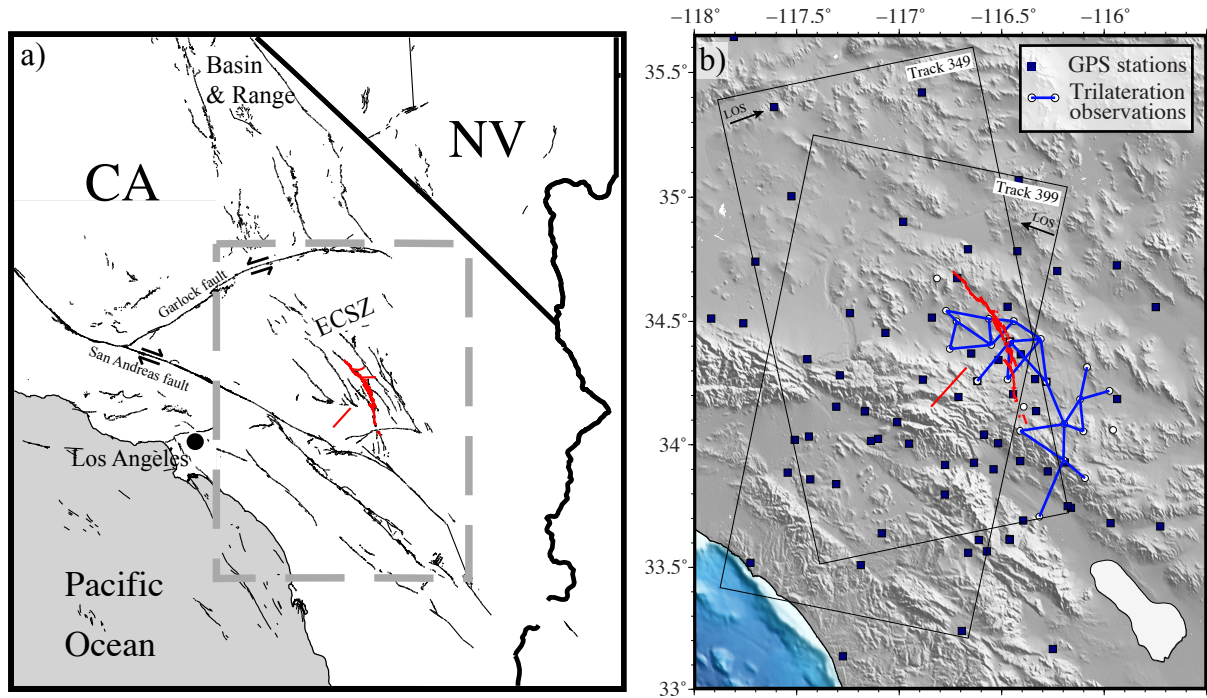 a)
Basin
& Range
NV
CA
Garlock fault
ECSZ
San Andreas fault
Los Angeles
Pacific
Ocean
−118°
−117.5°
−117°
−116.5°
−116°
b)
35.5°
35°
34.5°
34°
33.5°
33°
Track 349
LOS
GPS stations
Trilateration
observations
Track 399
LOS